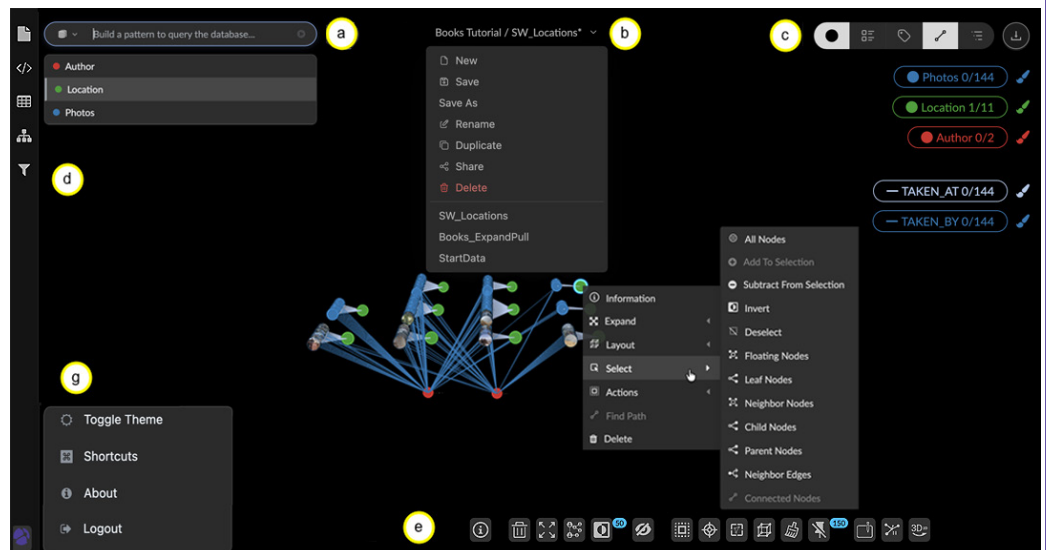 Build a pattern to query the database...
a
Author
Location
Photos
Books Tutorial / SW_Locations*
b
New
Save
Save As
Rename
Duplicate
Share
Delete
SW_Locations
Books_ExpandPull
StartData
c
Photos 0/144
Location 1/11
Author 0/2
TAKEN_AT 0/144
TAKEN_BY 0/144
d
Information
Expand
Layout
Select
Actions
Find Path
Delete
All Nodes
Add To Selection
Subtract From Selection
Invert
Deselect
Floating Nodes
Leaf Nodes
Neighbor Nodes
Child Nodes
Parent Nodes
Neighbor Edges
Connected Nodes
g
Toggle Theme
Shortcuts
About
Logout
e
50
150
3D